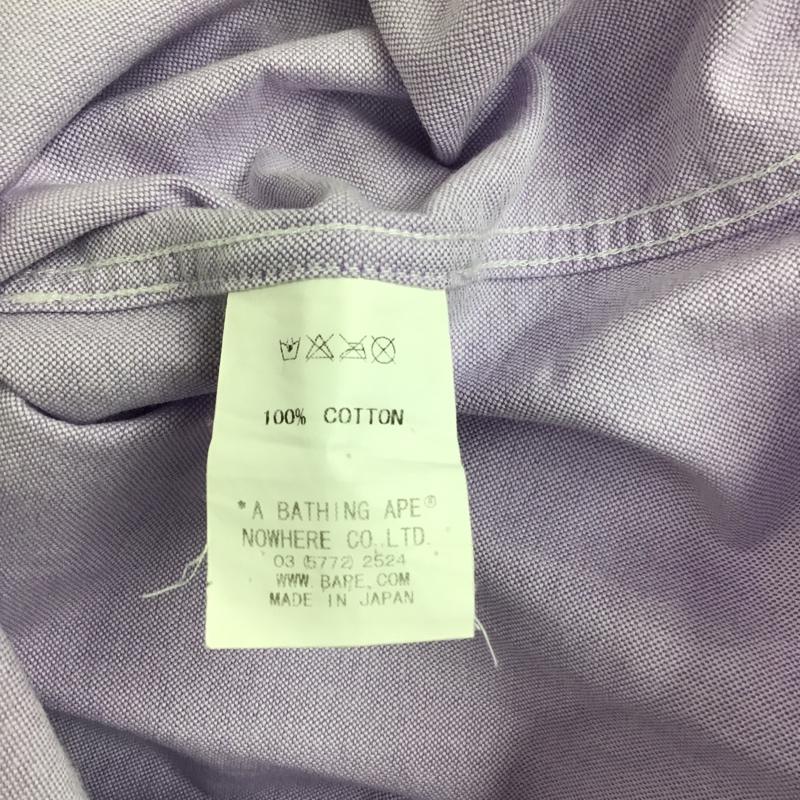 100% COTTON
*A BATHING APE®
NOWHERE CO.,LTD.
03 (5772) 2524
WWW.BAPE.COM
MADE IN JAPAN